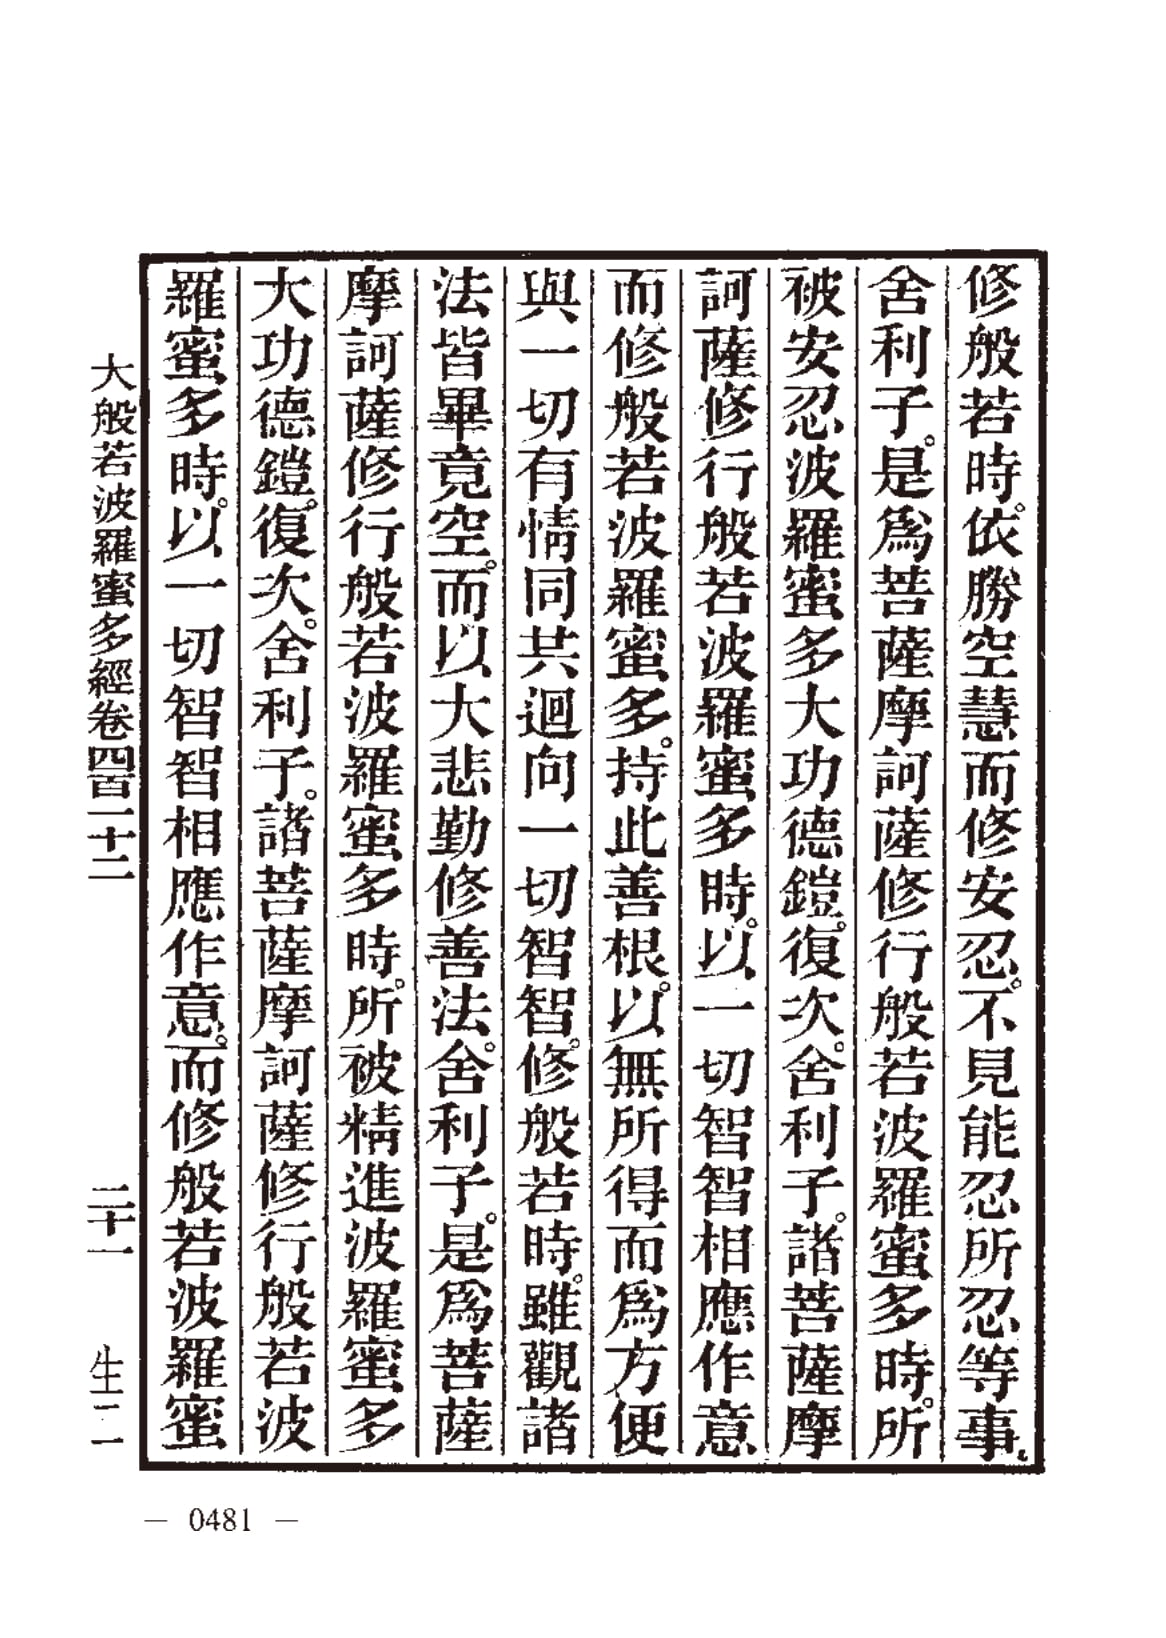 修般若時。依勝空慧而修安忍。不見能忍所忍等事。
舍利子。是為菩薩摩訶薩修行般若波羅蜜多時。所
被安忍波羅蜜多大功德鎧。復次。舍利子。諸菩薩摩
訶薩修行般若波羅蜜多時。以一切智智相應作意
而修般若波羅蜜多。持此善根。以無所得而為方便
與一切有情同共迴向一切智智。修般若時。雖觀諸
法皆畢竟空。而以大悲勤修善法。舍利子。是為菩薩
摩訶薩修行般若波羅蜜多時。所被精進波羅蜜多
大功德鎧。復次。舍利子。諸菩薩摩訶薩修行般若波
羅蜜多時。以一切智智相應作意。而修般若波羅蜜
大般若波羅蜜多經卷四百一十二 二十一 生二
— 0481 —